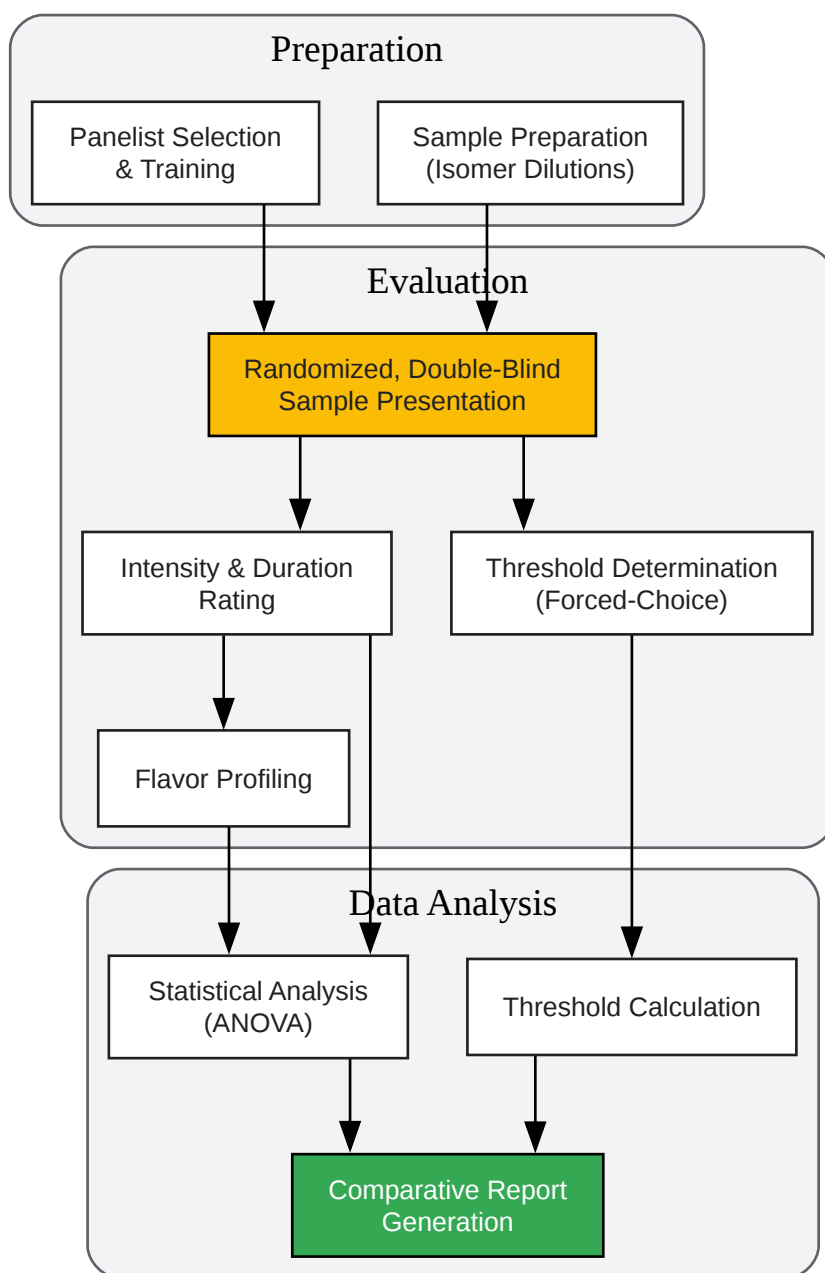 Preparation
Panelist Selection
& Training
Sample Preparation
(Isomer Dilutions)
Evaluation
Randomized, Double-Blind
Sample Presentation
Intensity & Duration
Rating
Threshold Determination
(Forced-Choice)
Flavor Profiling
Data Analysis
Statistical Analysis
(ANOVA)
Threshold Calculation
Comparative Report
Generation